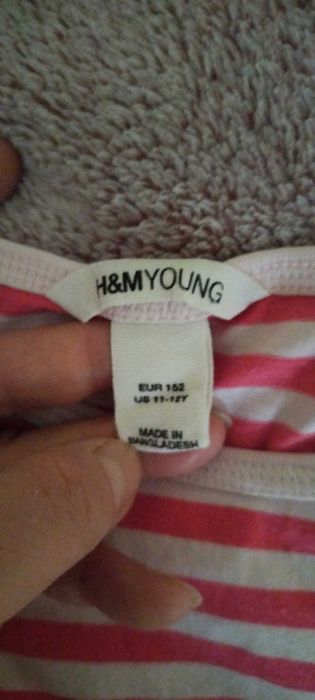 H&MYOUNG
EUR 152
US 11-12Y
MADE IN
BANGLADESH